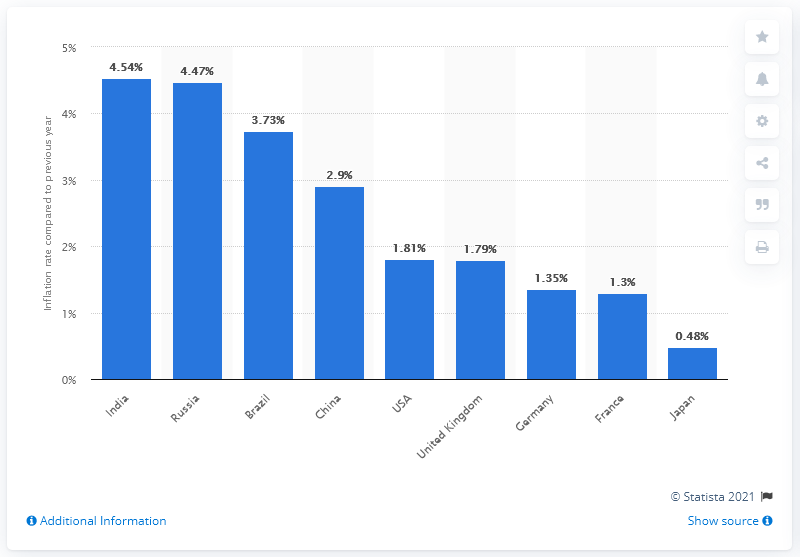 Inflation rate compared to previous year
5%
4%
3%
2%
1%
0%
4.54%
4.47%
3.73%
2.9%
1.81%
1.79%
1.35%
1.3%
0.48%
India
Russia
Brazil
China
USA
United Kingdom
Germany
France
Japan
© Statista 2021
Additional Information
Show source